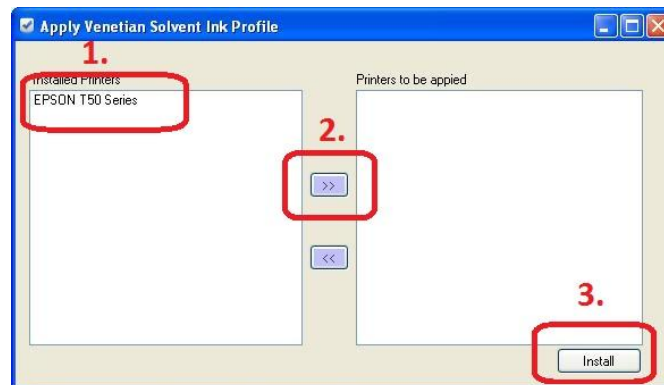 Apply Venetian Solvent Ink Profile
1.
Installed Printers
Printers to be appied
EPSON T50 Series
2.
>>
<<
3.
Install